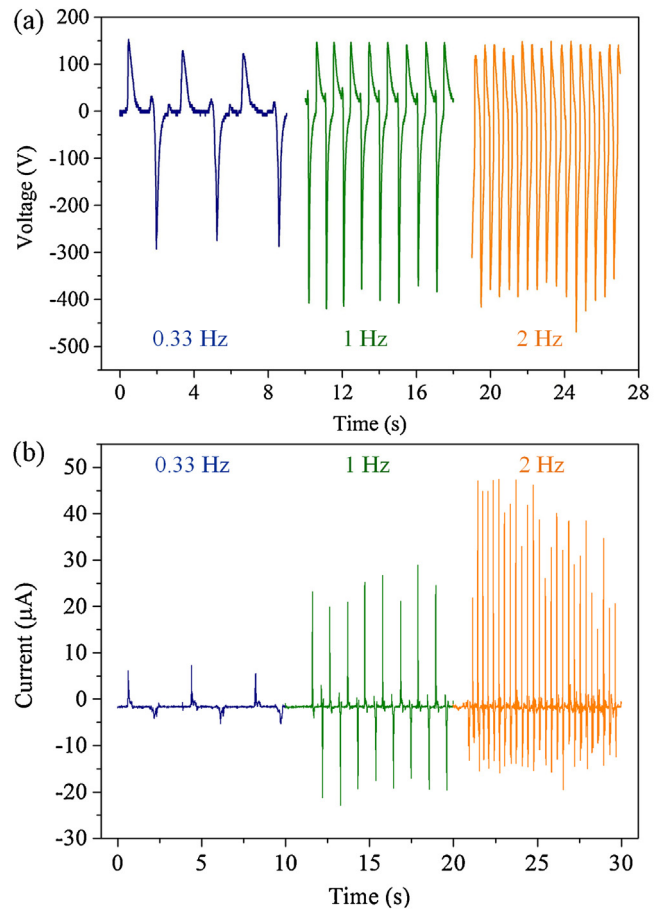 (a)
200
100
0
-100
-200
-300
-400
-500
Voltage (V)
0.33 Hz
1 Hz
2 Hz
0 4 8 12 16 20 24 28
Time (s)
(b)
50
40
30
20
10
0
-10
-20
-30
Current (μA)
0.33 Hz
1 Hz
2 Hz
0 5 10 15 20 25 30
Time (s)